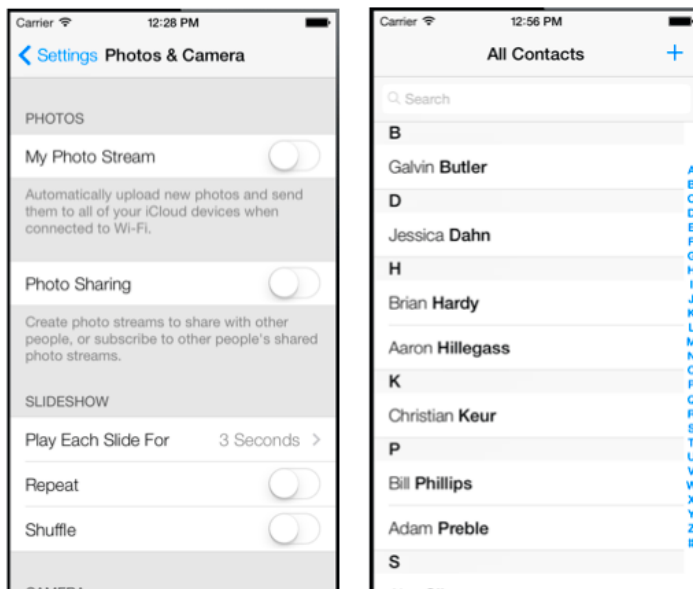 Carrier 12:28 PM
Settings Photos & Camera
PHOTOS
My Photo Stream
Automatically upload new photos and send
them to all of your iCloud devices when
connected to Wi-Fi.
Photo Sharing
Create photo streams to share with other
people, or subscribe to other people's shared
photo streams.
SLIDESHOW
Play Each Slide For 3 Seconds
Repeat
Shuffle
CAMERA
Carrier 12:56 PM
All Contacts +
Search
B
Galvin Butler
D
Jessica Dahn
H
Brian Hardy
Aaron Hillegass
K
Christian Keur
P
Bill Phillips
Adam Preble
S
A
B
C
D
E
F
G
H
I
J
K
L
M
N
O
P
Q
R
S
T
U
V
W
X
Y
Z
#